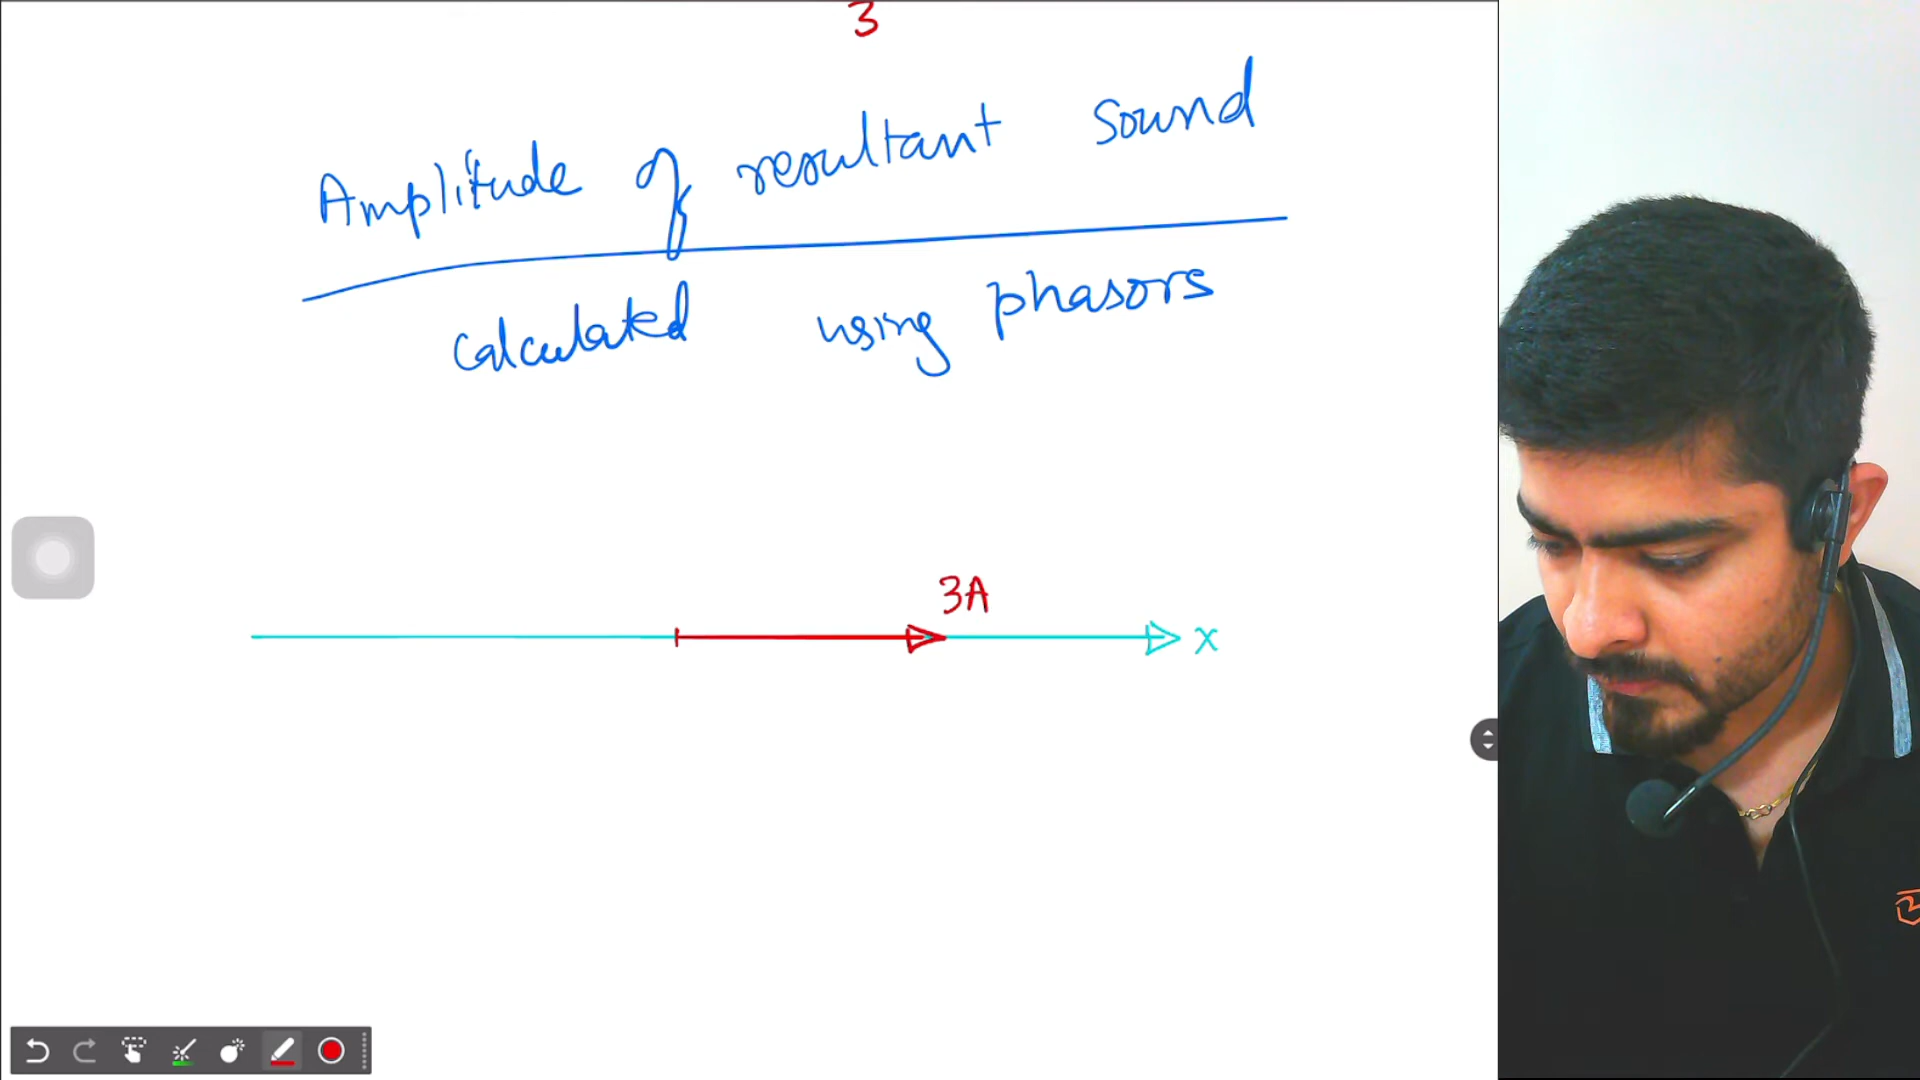 3
Amplitude of resultant sound
calculated using phasors
3A
x